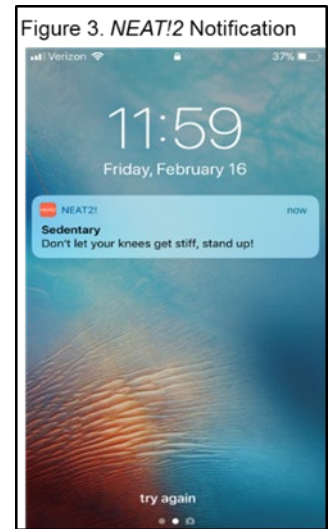 Figure 3. NEAT!2 Notification
Verizon 37%
11:59
Friday, February 16
NEAT2! now
Sedentary
Don't let your knees get stiff, stand up!
try again